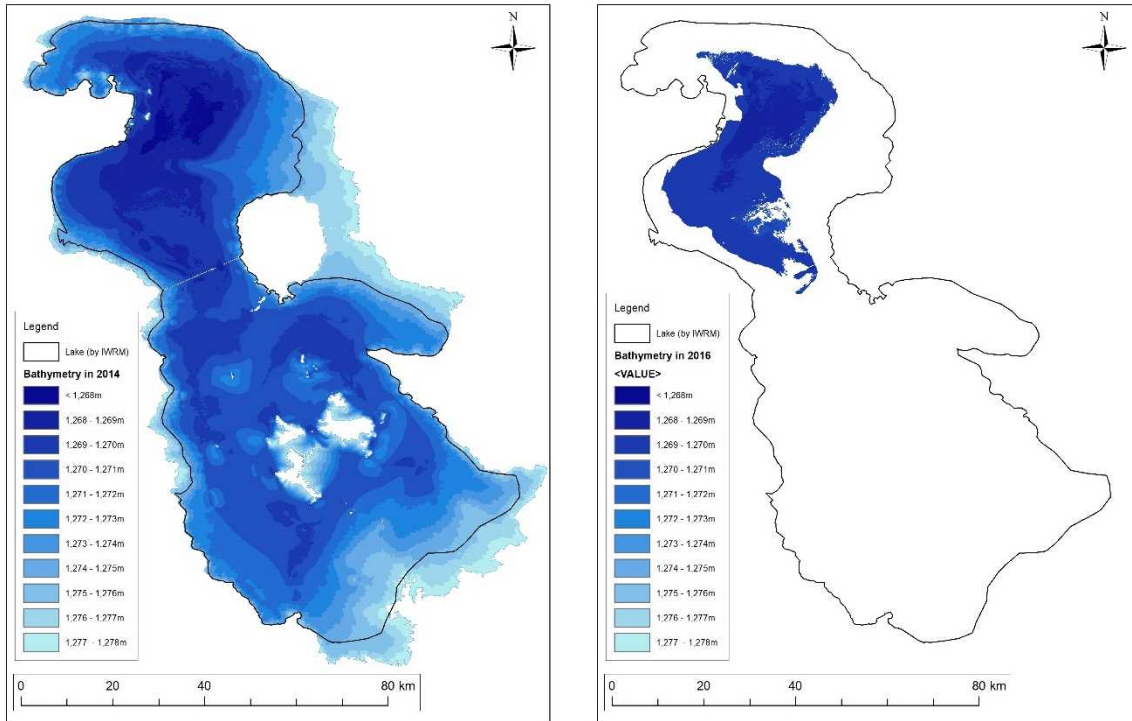 N
Legend
Lake (by IWRM)
Bathymetry in 2014
< 1,268m
1,268 - 1,269m
1,269 - 1,270m
1,270 - 1,271m
1,271 - 1,272m
1,272 - 1,273m
1,273 - 1,274m
1,274 - 1,275m
1,275 - 1,276m
1,276 - 1,277m
1,277 - 1,278m
0 20 40 80 km
N
Legend
Lake (by IWRM)
Bathymetry in 2016
<VALUE>
< 1,268m
1,268 - 1,269m
1,269 - 1,270m
1,270 - 1,271m
1,271 - 1,272m
1,272 - 1,273m
1,273 - 1,274m
1,274 - 1,275m
1,275 - 1,276m
1,276 - 1,277m
1,277 - 1,278m
0 20 40 80 km